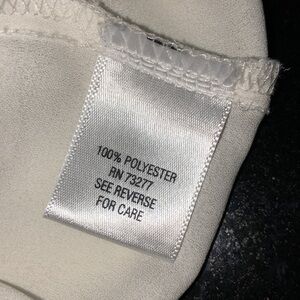 100% POLYESTER
RN 73277
SEE REVERSE
FOR CARE